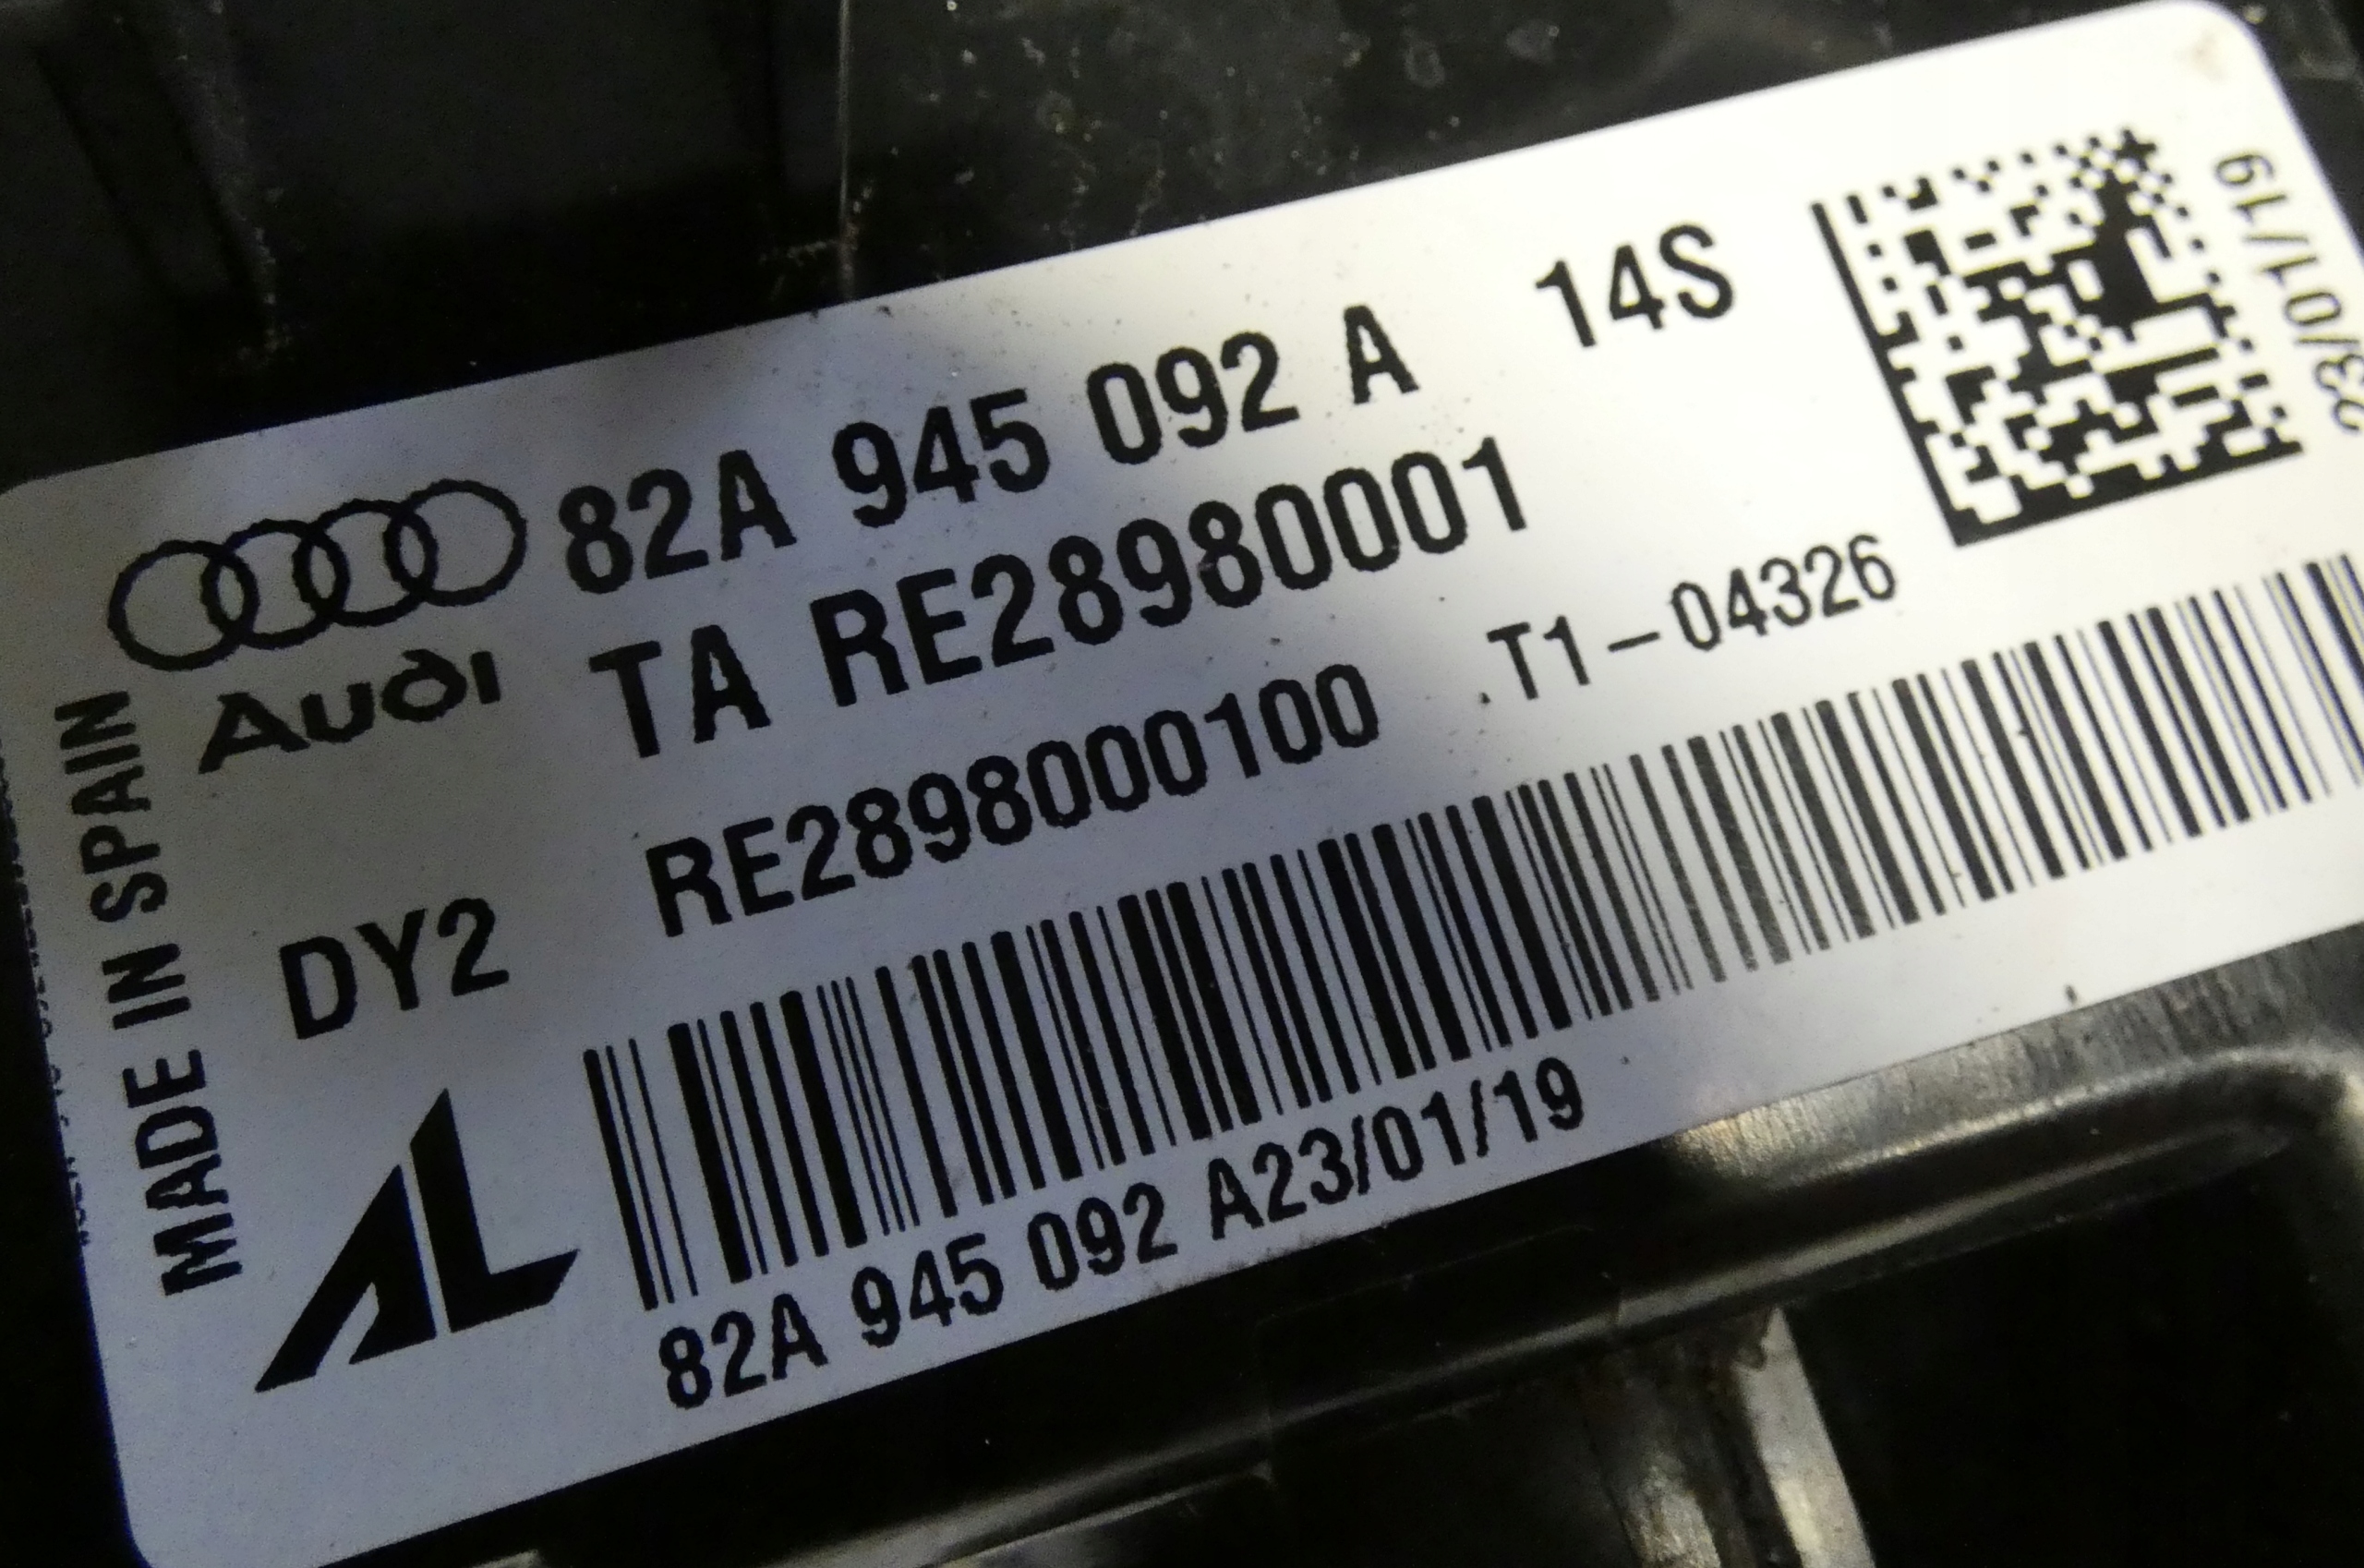 82A 945 092 A 14S
23/01/19
Audi TA RE28980001
DY2 RE2898000100 T1-04326
MADE IN SPAIN
AL
82A 945 092 A23/01/19